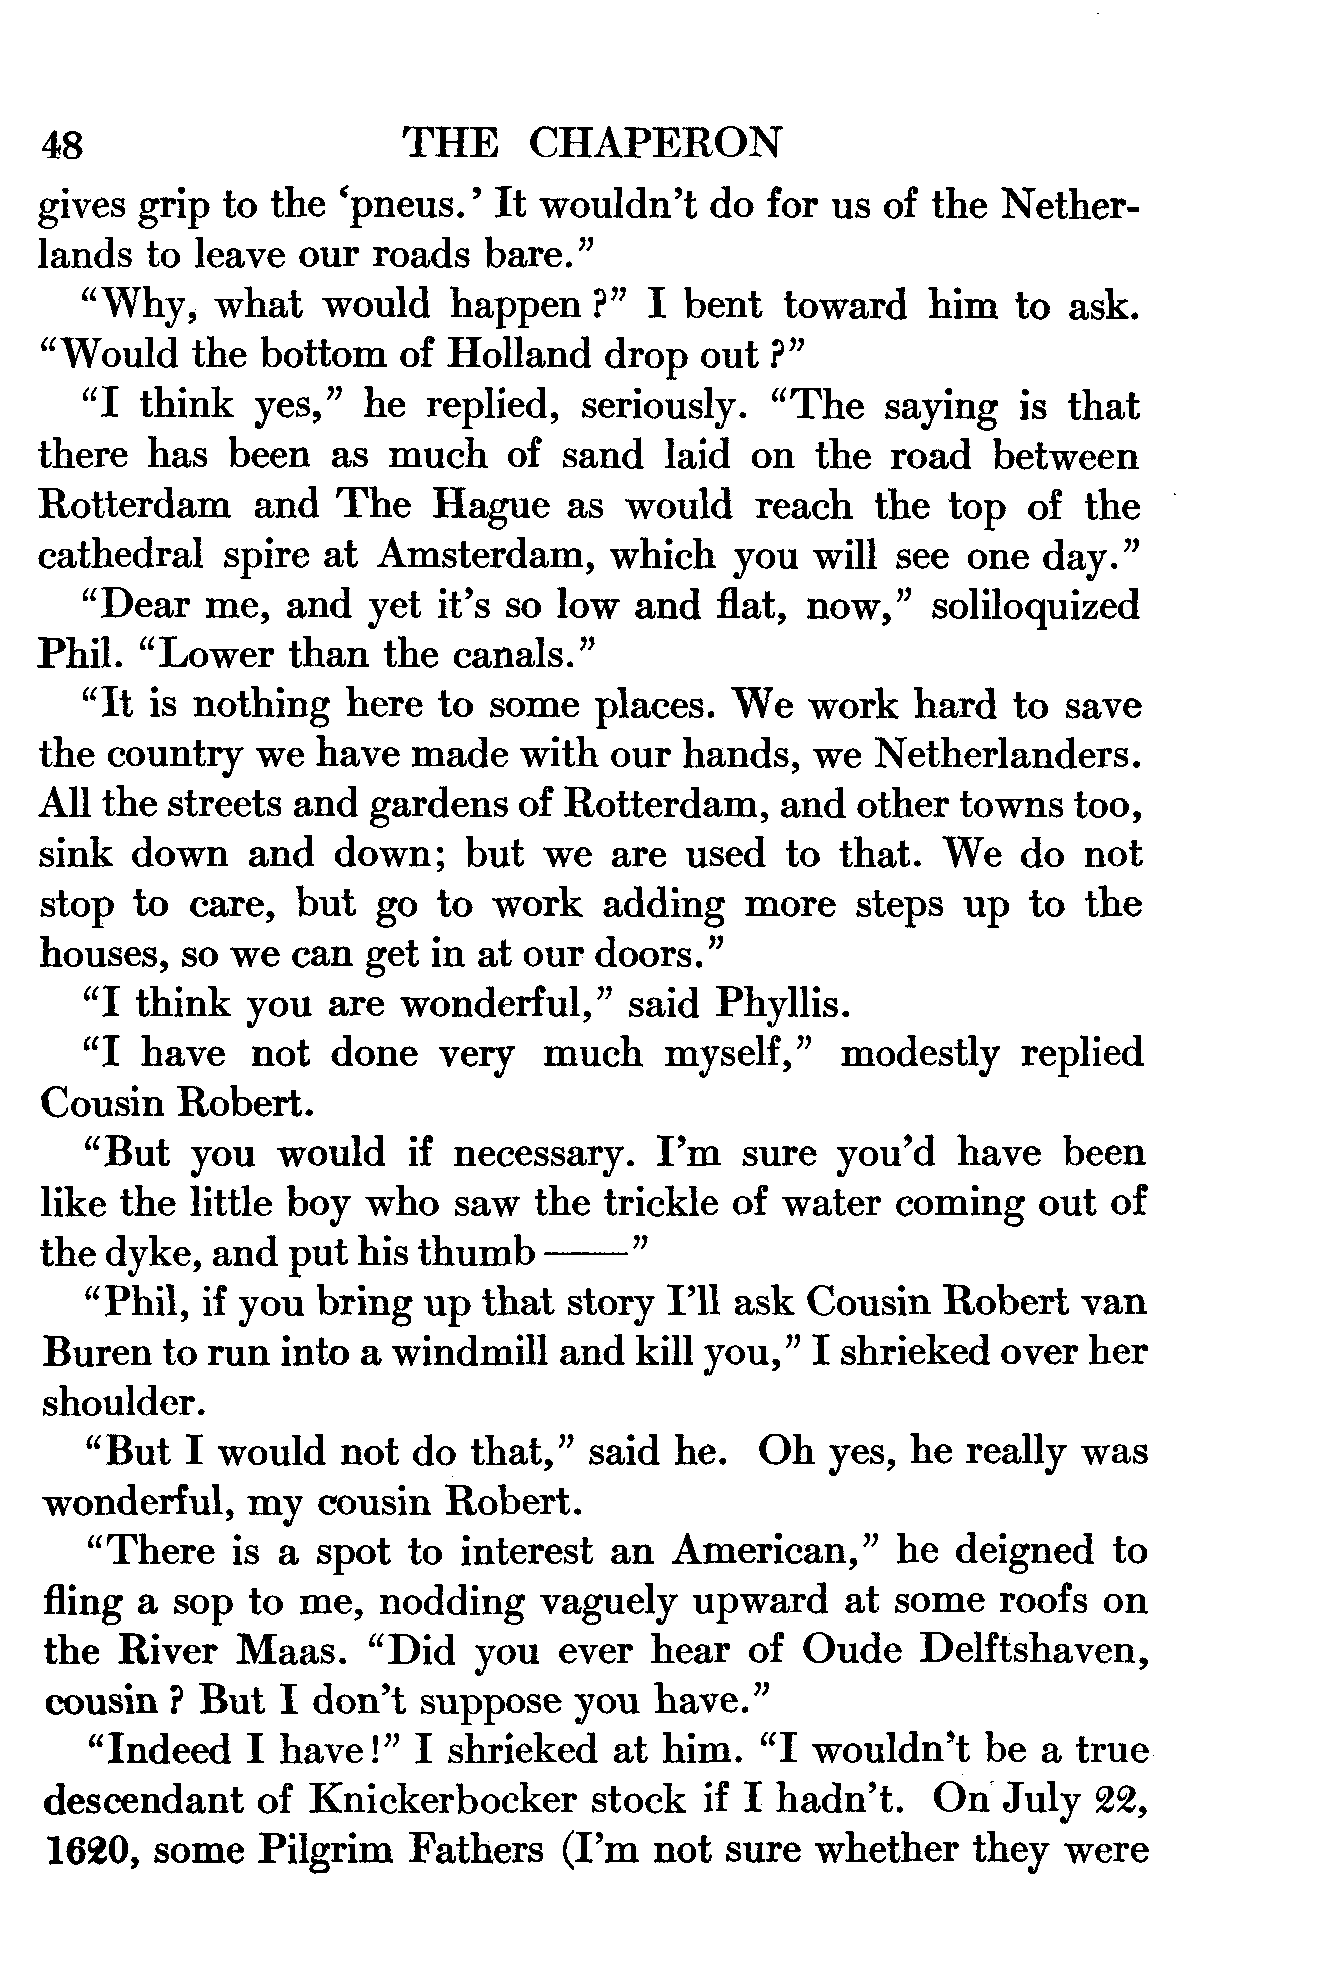 48 THE CHAPERON
gives grip to the ‘pneus.’ It wouldn’t do for us of the Nether-
lands to leave our roads bare.”
“Why, what would happen?” I bent toward him to ask.
“Would the bottom of Holland drop out?”
“I think yes,” he replied, seriously. “The saying is that
there has been as much of sand laid on the road between
Rotterdam and The Hague as would reach the top of the
cathedral spire at Amsterdam, which you will see one day.”
“Dear me, and yet it’s so low and flat, now,” soliloquized
Phil. “Lower than the canals.”
“It is nothing here to some places. We work hard to save
the country we have made with our hands, we Netherlanders.
All the streets and gardens of Rotterdam, and other towns too,
sink down and down; but we are used to that. We do not
stop to care, but go to work adding more steps up to the
houses, so we can get in at our doors.”
“I think you are wonderful,” said Phyllis.
“I have not done very much myself,” modestly replied
Cousin Robert.
“But you would if necessary. I’m sure you’d have been
like the little boy who saw the trickle of water coming out of
the dyke, and put his thumb——”
“Phil, if you bring up that story I’ll ask Cousin Robert van
Buren to run into a windmill and kill you,” I shrieked over her
shoulder.
“But I would not do that,” said he. Oh yes, he really was
wonderful, my cousin Robert.
“There is a spot to interest an American,” he deigned to
fling a sop to me, nodding vaguely upward at some roofs on
the River Maas. “Did you ever hear of Oude Delftshaven,
cousin? But I don’t suppose you have.”
“Indeed I have!” I shrieked at him. “I wouldn’t be a true
descendant of Knickerbocker stock if I hadn’t. On July 22,
1620, some Pilgrim Fathers (I’m not sure whether they were